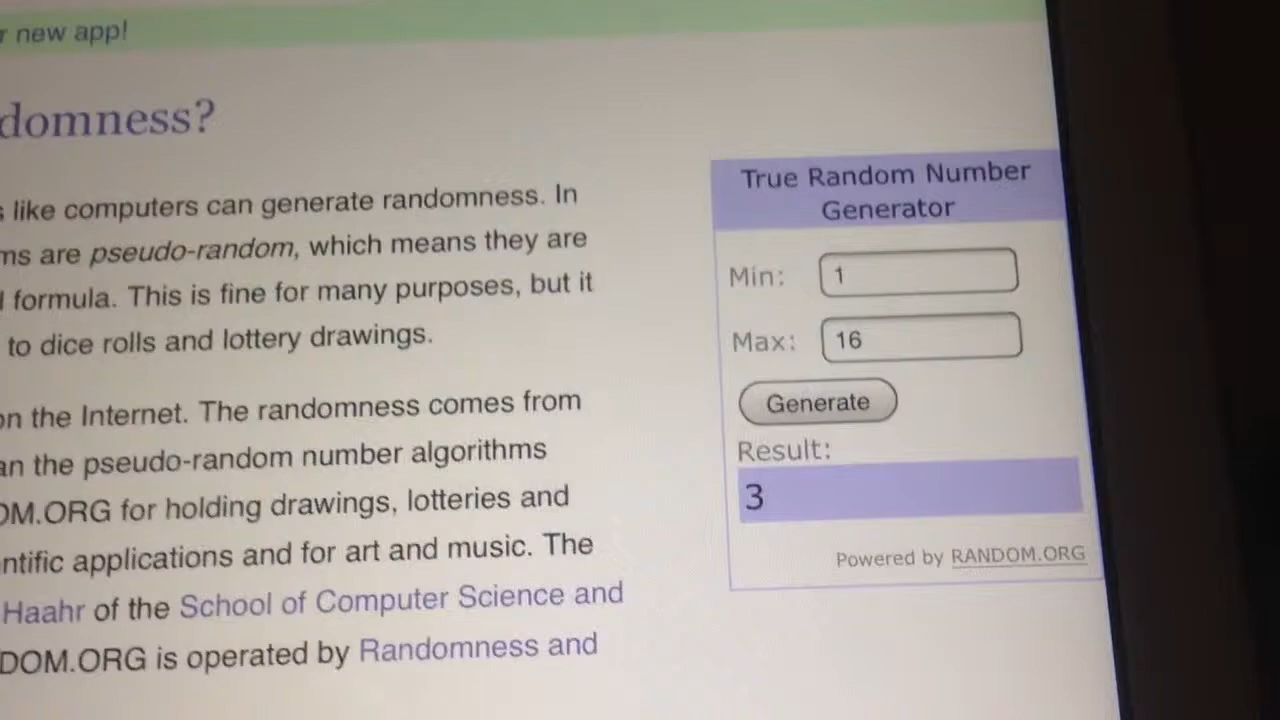 new app!
domness?
like computers can generate randomness. In
are pseudo-random, which means they are
formula. This is fine for many purposes, but it
to dice rolls and lottery drawings.
the Internet. The randomness comes from
the pseudo-random number algorithms
OM.ORG for holding drawings, lotteries and
ntific applications and for art and music. The
Haahr of the School of Computer Science and
DOM.ORG is operated by Randomness and
True Random Number
Generator
Min: 1
Max: 16
Generate
Result:
3
Powered by RANDOM.ORG